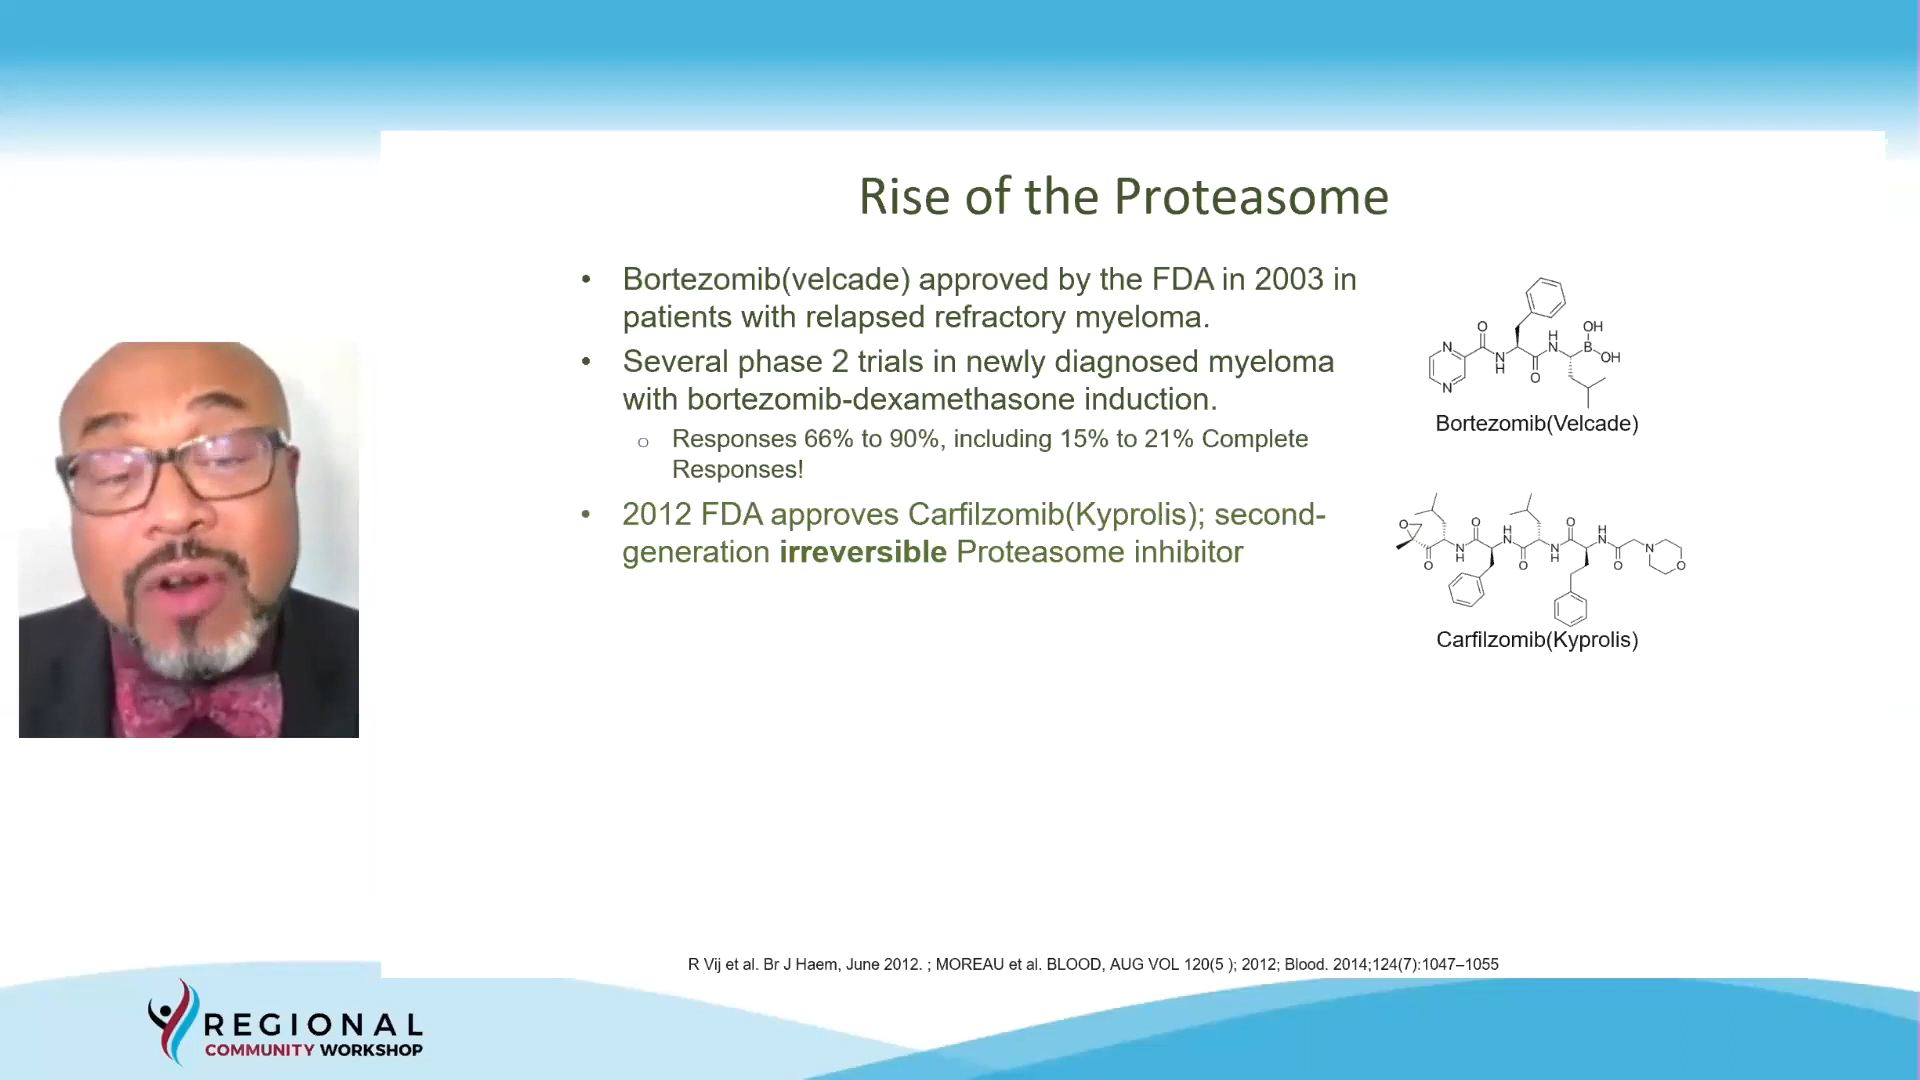 Rise of the Proteasome
• Bortezomib(velcade) approved by the FDA in 2003 in
patients with relapsed refractory myeloma.
• Several phase 2 trials in newly diagnosed myeloma
with bortezomib-dexamethasone induction.
o Responses 66% to 90%, including 15% to 21% Complete
Responses!
• 2012 FDA approves Carfilzomib(Kyprolis); second-
generation irreversible Proteasome inhibitor
O
OH
N
H
N
B
N
H
OH
N
O
Bortezomib(Velcade)
O
O
H
N
O
O
H
N
N
O
N
H
O
N
H
O
O
Carfilzomib(Kyprolis)
R Vij et al. Br J Haem, June 2012. ; MOREAU et al. BLOOD, AUG VOL 120(5 ); 2012; Blood. 2014;124(7):1047–1055
REGIONAL
COMMUNITY WORKSHOP